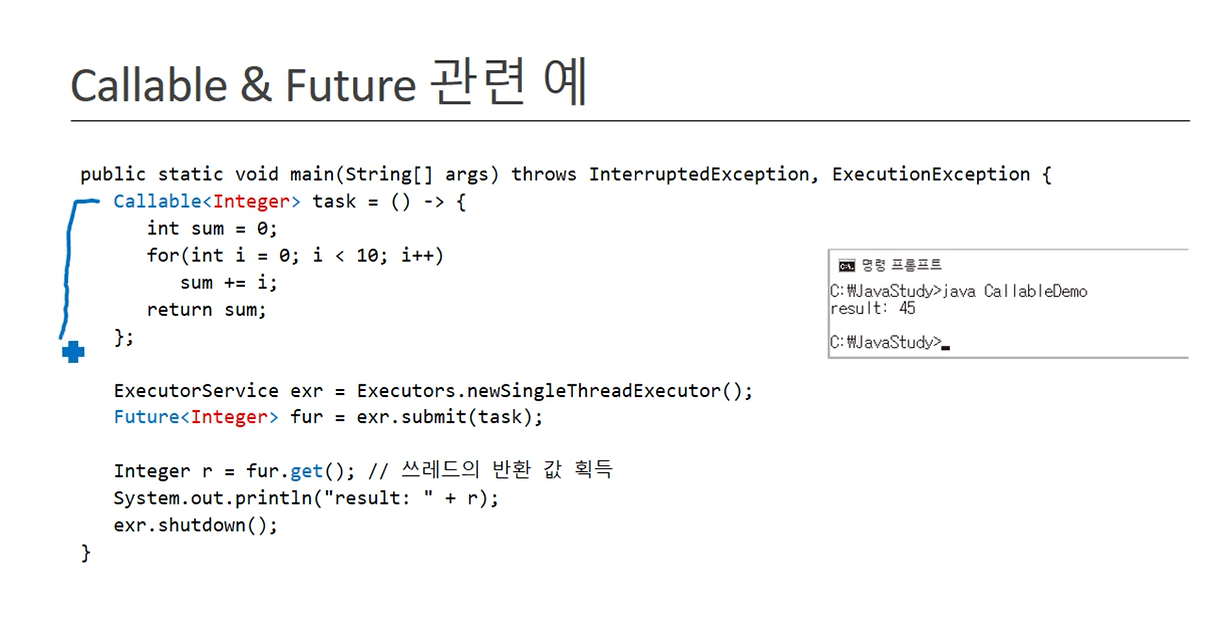 Callable & Future 관련 예
public static void main(String[] args) throws InterruptedException, ExecutionException {
Callable<Integer> task = () -> {
int sum = 0;
for(int i = 0; i < 10; i++)
sum += i;
return sum;
};
ExecutorService exr = Executors.newSingleThreadExecutor();
Future<Integer> fur = exr.submit(task);
Integer r = fur.get(); // 쓰레드의 반환 값 획득
System.out.println("result: " + r);
exr.shutdown();
}
명령 프롬프트
C:₩JavaStudy>java CallableDemo
result: 45
C:₩JavaStudy>